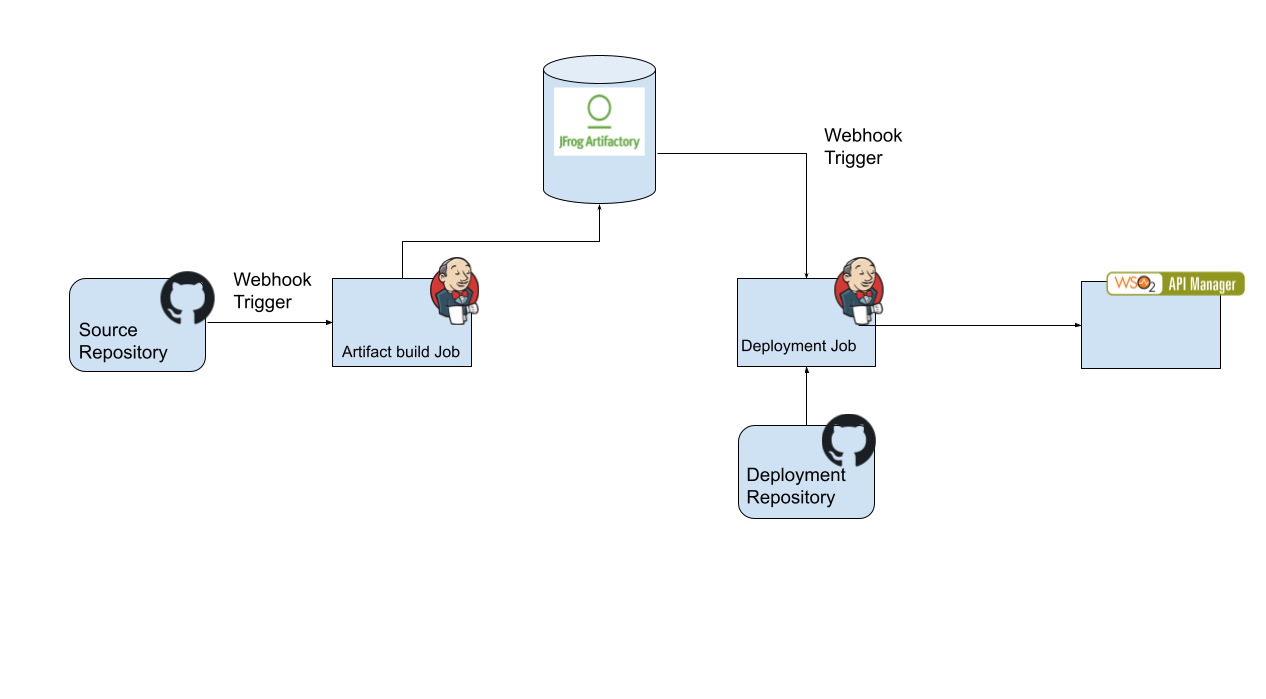 JFrog Artifactory
Webhook
Trigger
Webhook
Trigger
Source
Repository
Artifact build Job
Deployment Job
WSO2 API Manager
Deployment
Repository